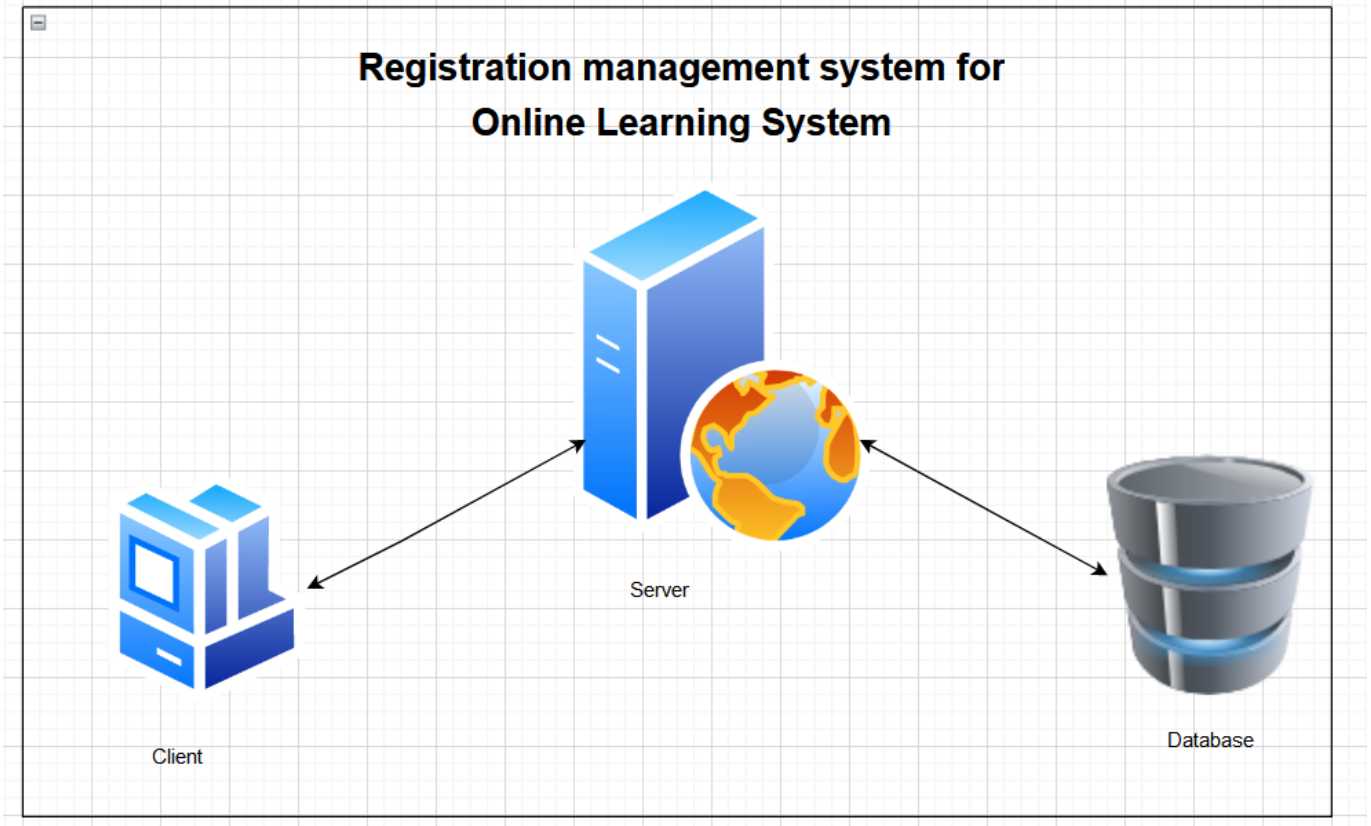 Registration management system for
Online Learning System
Server
Client
Database